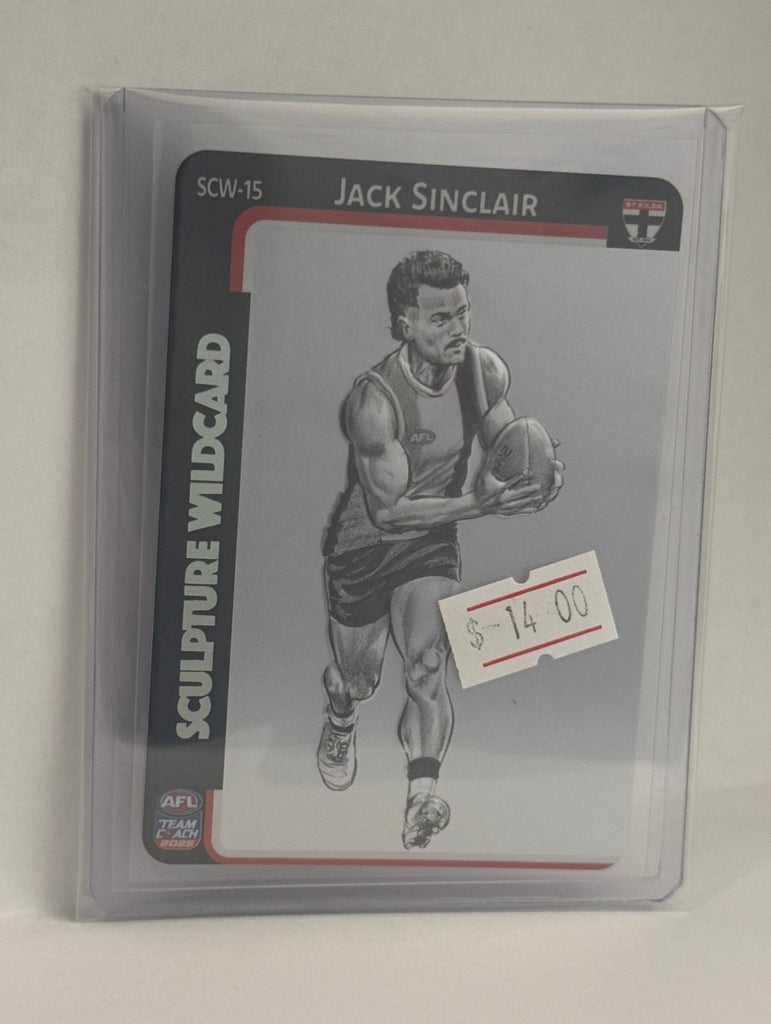 SCW-15
JACK SINCLAIR
ST KILDA
SCULPTURE WILDCARD
AFL
$- 14 00
AFL
TEAM
COACH
2025